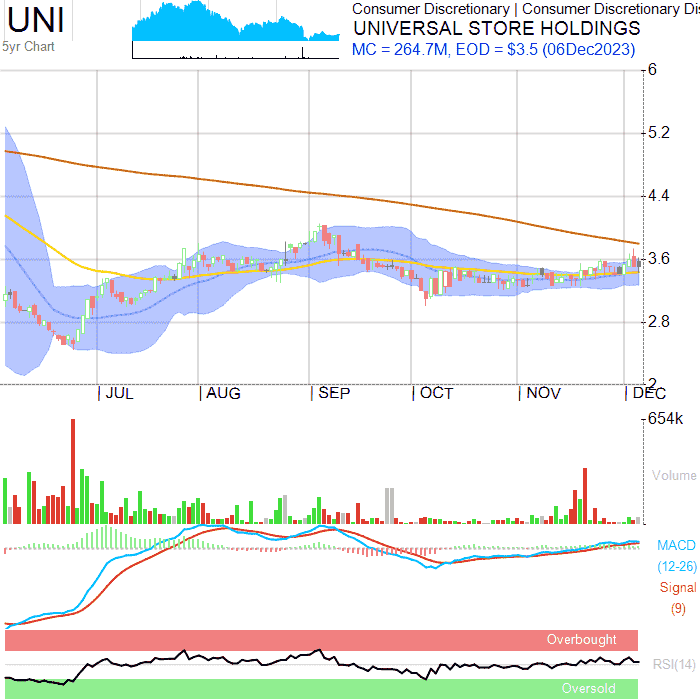 UNI
5yr Chart
Consumer Discretionary | Consumer Discretionary Dis
UNIVERSAL STORE HOLDINGS
MC = 264.7M, EOD = $3.5 (06Dec2023)
6
5.2
4.4
3.6
2.8
2
JUL AUG SEP OCT NOV DEC
654k
Volume
MACD
(12-26)
Signal
(9)
Overbought
RSI(14)
Oversold